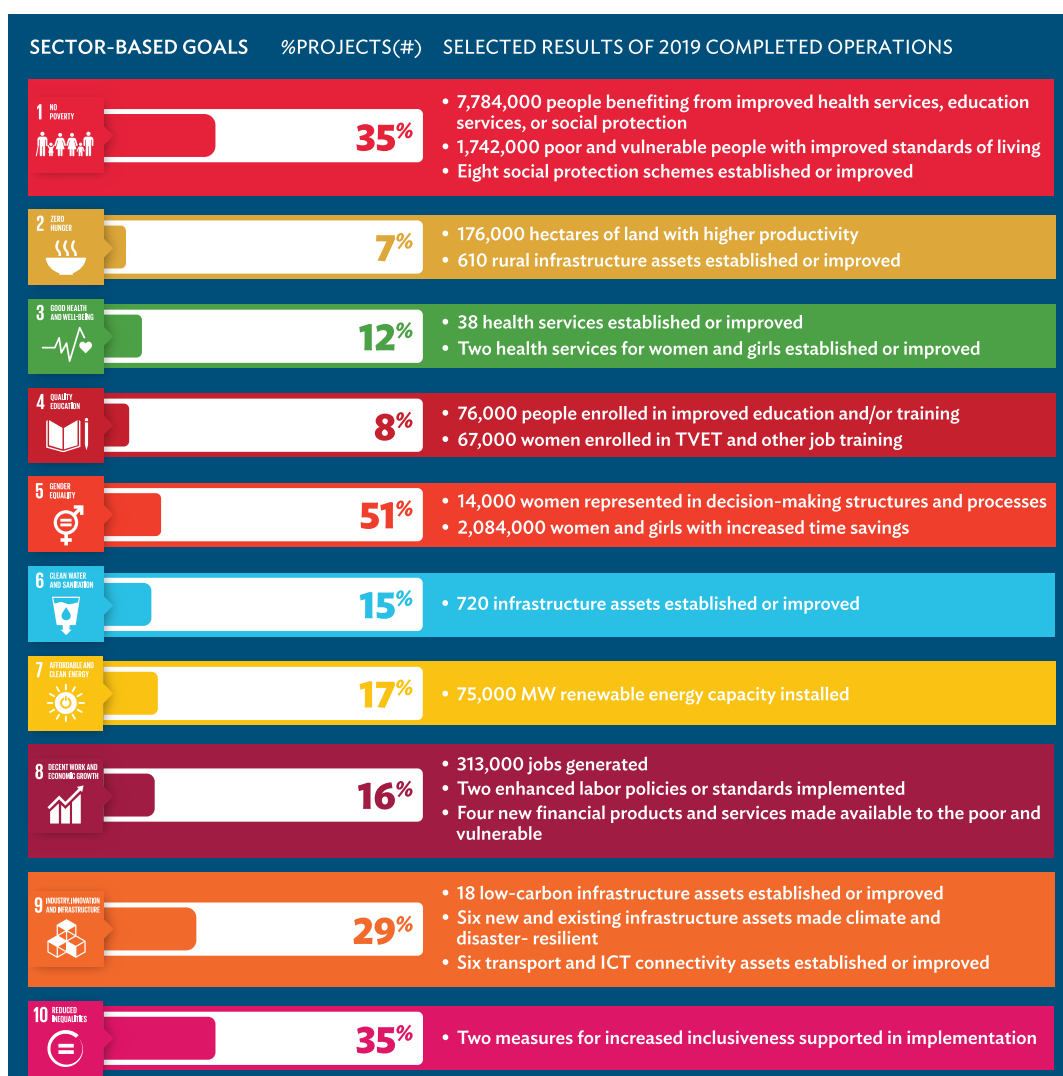 SECTOR-BASED GOALS %PROJECTS(#) SELECTED RESULTS OF 2019 COMPLETED OPERATIONS
1 NO
POVERTY
35%
• 7,784,000 people benefiting from improved health services, education
services, or social protection
• 1,742,000 poor and vulnerable people with improved standards of living
• Eight social protection schemes established or improved
2 ZERO
HUNGER
7%
• 176,000 hectares of land with higher productivity
• 610 rural infrastructure assets established or improved
3 GOOD HEALTH
AND WELL-BEING
12%
• 38 health services established or improved
• Two health services for women and girls established or improved
4 QUALITY
EDUCATION
8%
• 76,000 people enrolled in improved education and/or training
• 67,000 women enrolled in TVET and other job training
5 GENDER
EQUALITY
51%
• 14,000 women represented in decision-making structures and processes
• 2,084,000 women and girls with increased time savings
6 CLEAN WATER
AND SANITATION
15%
• 720 infrastructure assets established or improved
7 AFFORDABLE AND
CLEAN ENERGY
17%
• 75,000 MW renewable energy capacity installed
8 DECENT WORK AND
ECONOMIC GROWTH
16%
• 313,000 jobs generated
• Two enhanced labor policies or standards implemented
• Four new financial products and services made available to the poor and
vulnerable
9 INDUSTRY, INNOVATION
AND INFRASTRUCTURE
29%
• 18 low-carbon infrastructure assets established or improved
• Six new and existing infrastructure assets made climate and
disaster- resilient
• Six transport and ICT connectivity assets established or improved
10 REDUCED
INEQUALITIES
35%
• Two measures for increased inclusiveness supported in implementation